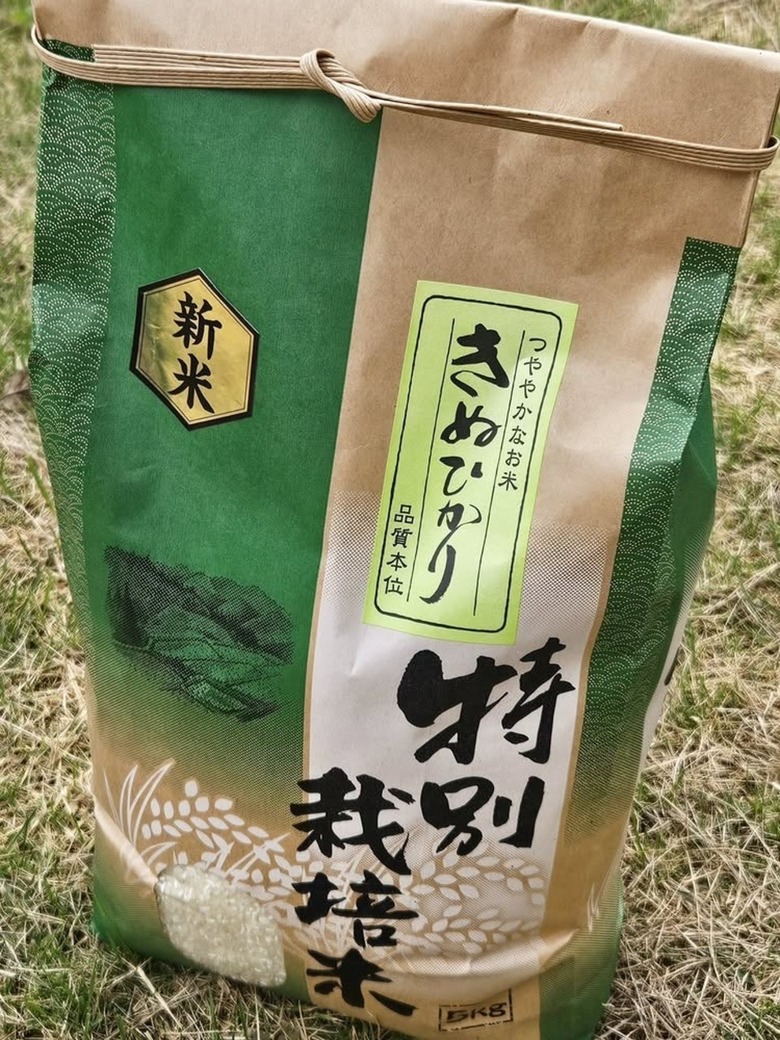 新米
つややかなお米
きぬひかり
品質本位
特別
栽培米
5kg